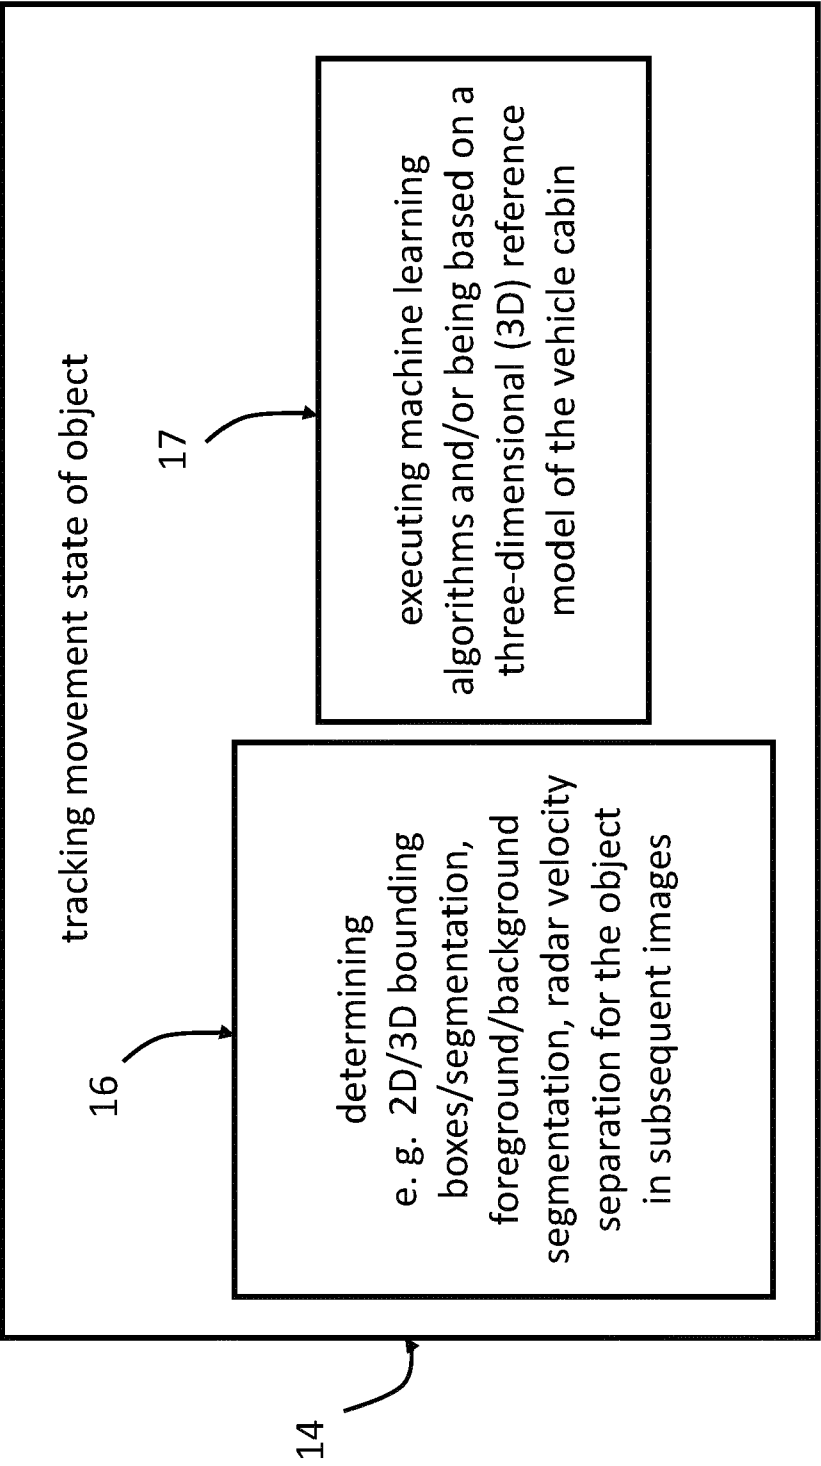 tracking movement state of object
14
16
determining
e. g. 2D/3D bounding
boxes/segmentation,
foreground/background
segmentation, radar velocity
separation for the object
in subsequent images
17
executing machine learning
algorithms and/or being based on a
three-dimensional (3D) reference
model of the vehicle cabin